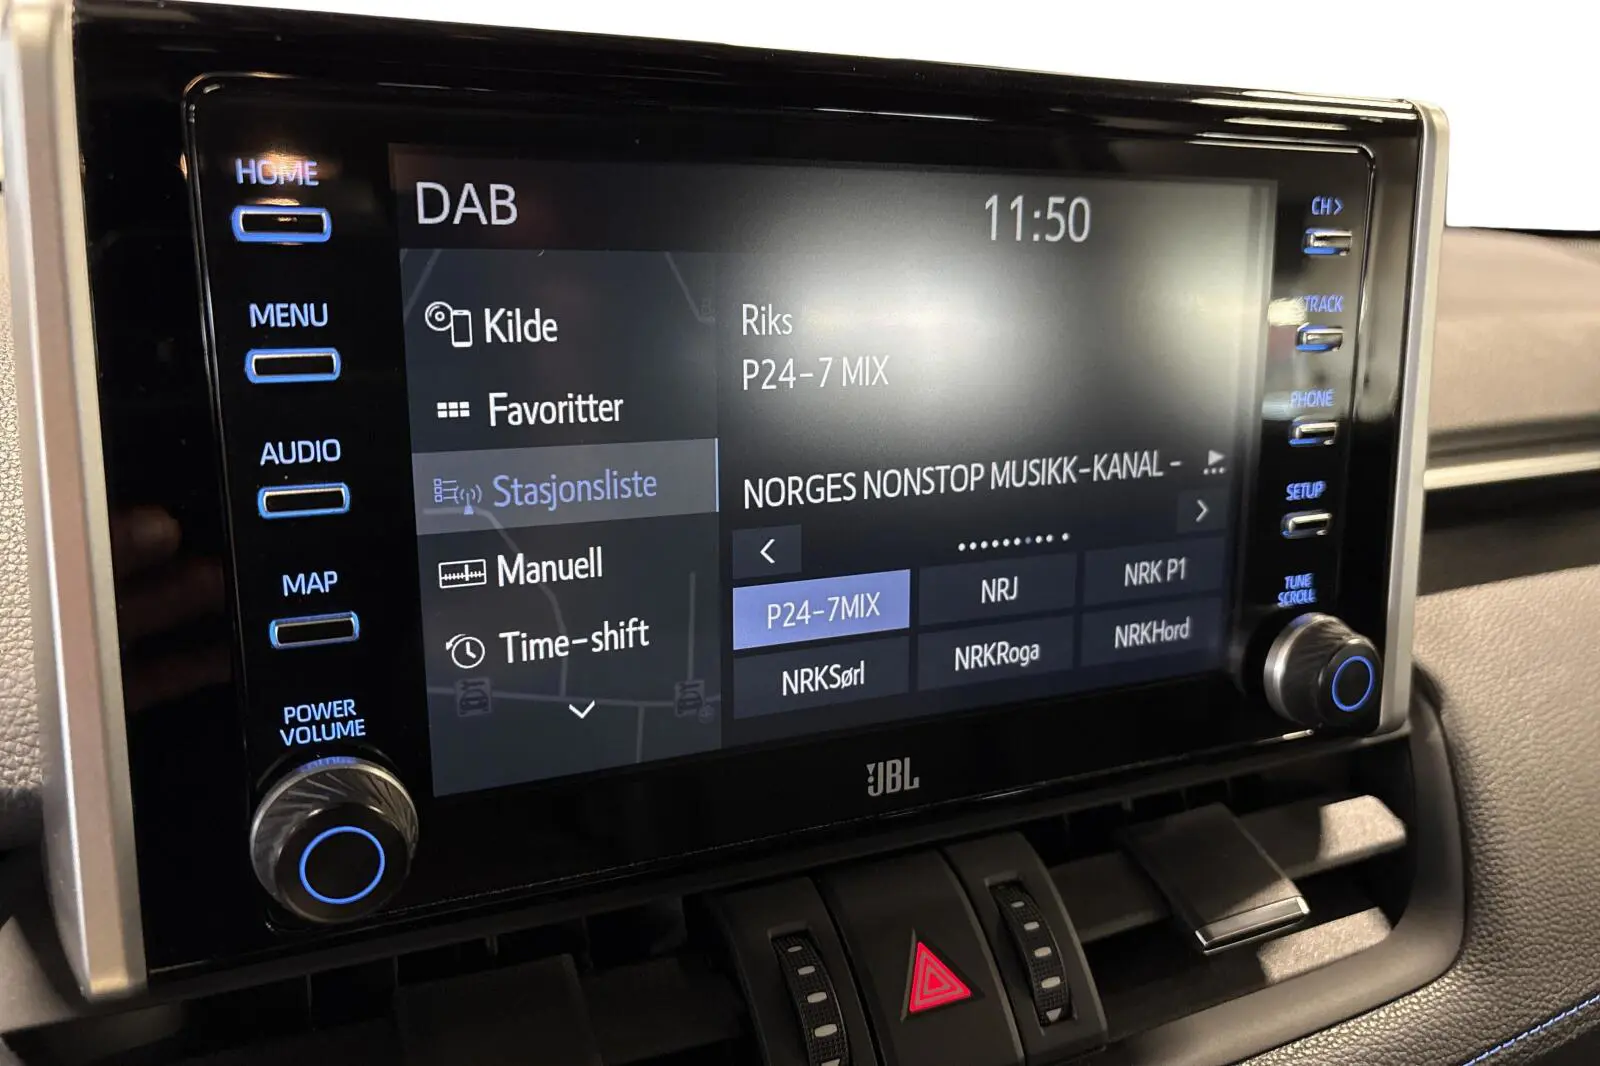 HOME
MENU
AUDIO
MAP
POWER
VOLUME
DAB
11:50
Kilde
Favoritter
Stasjonsliste
Manuell
Time-shift
Riks
P24-7 MIX
NORGES NONSTOP MUSIKK-KANAL -
P24-7MIX
NRJ
NRK P1
NRKSørl
NRKRoga
NRKHord
CH>
TRACK
PHONE
SETUP
TUNE
SCROLL
JBL